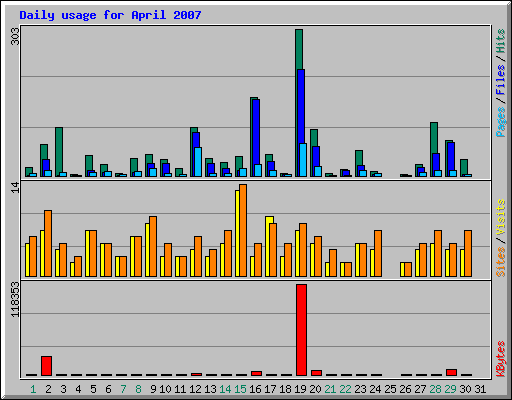 Daily usage for April 2007
303
Pages / Files / Hits
14
Sites / Visits
118353
KBytes
1 2 3 4 5 6 7 8 9 10 11 12 13 14 15 16 17 18 19 20 21 22 23 24 25 26 27 28 29 30 31